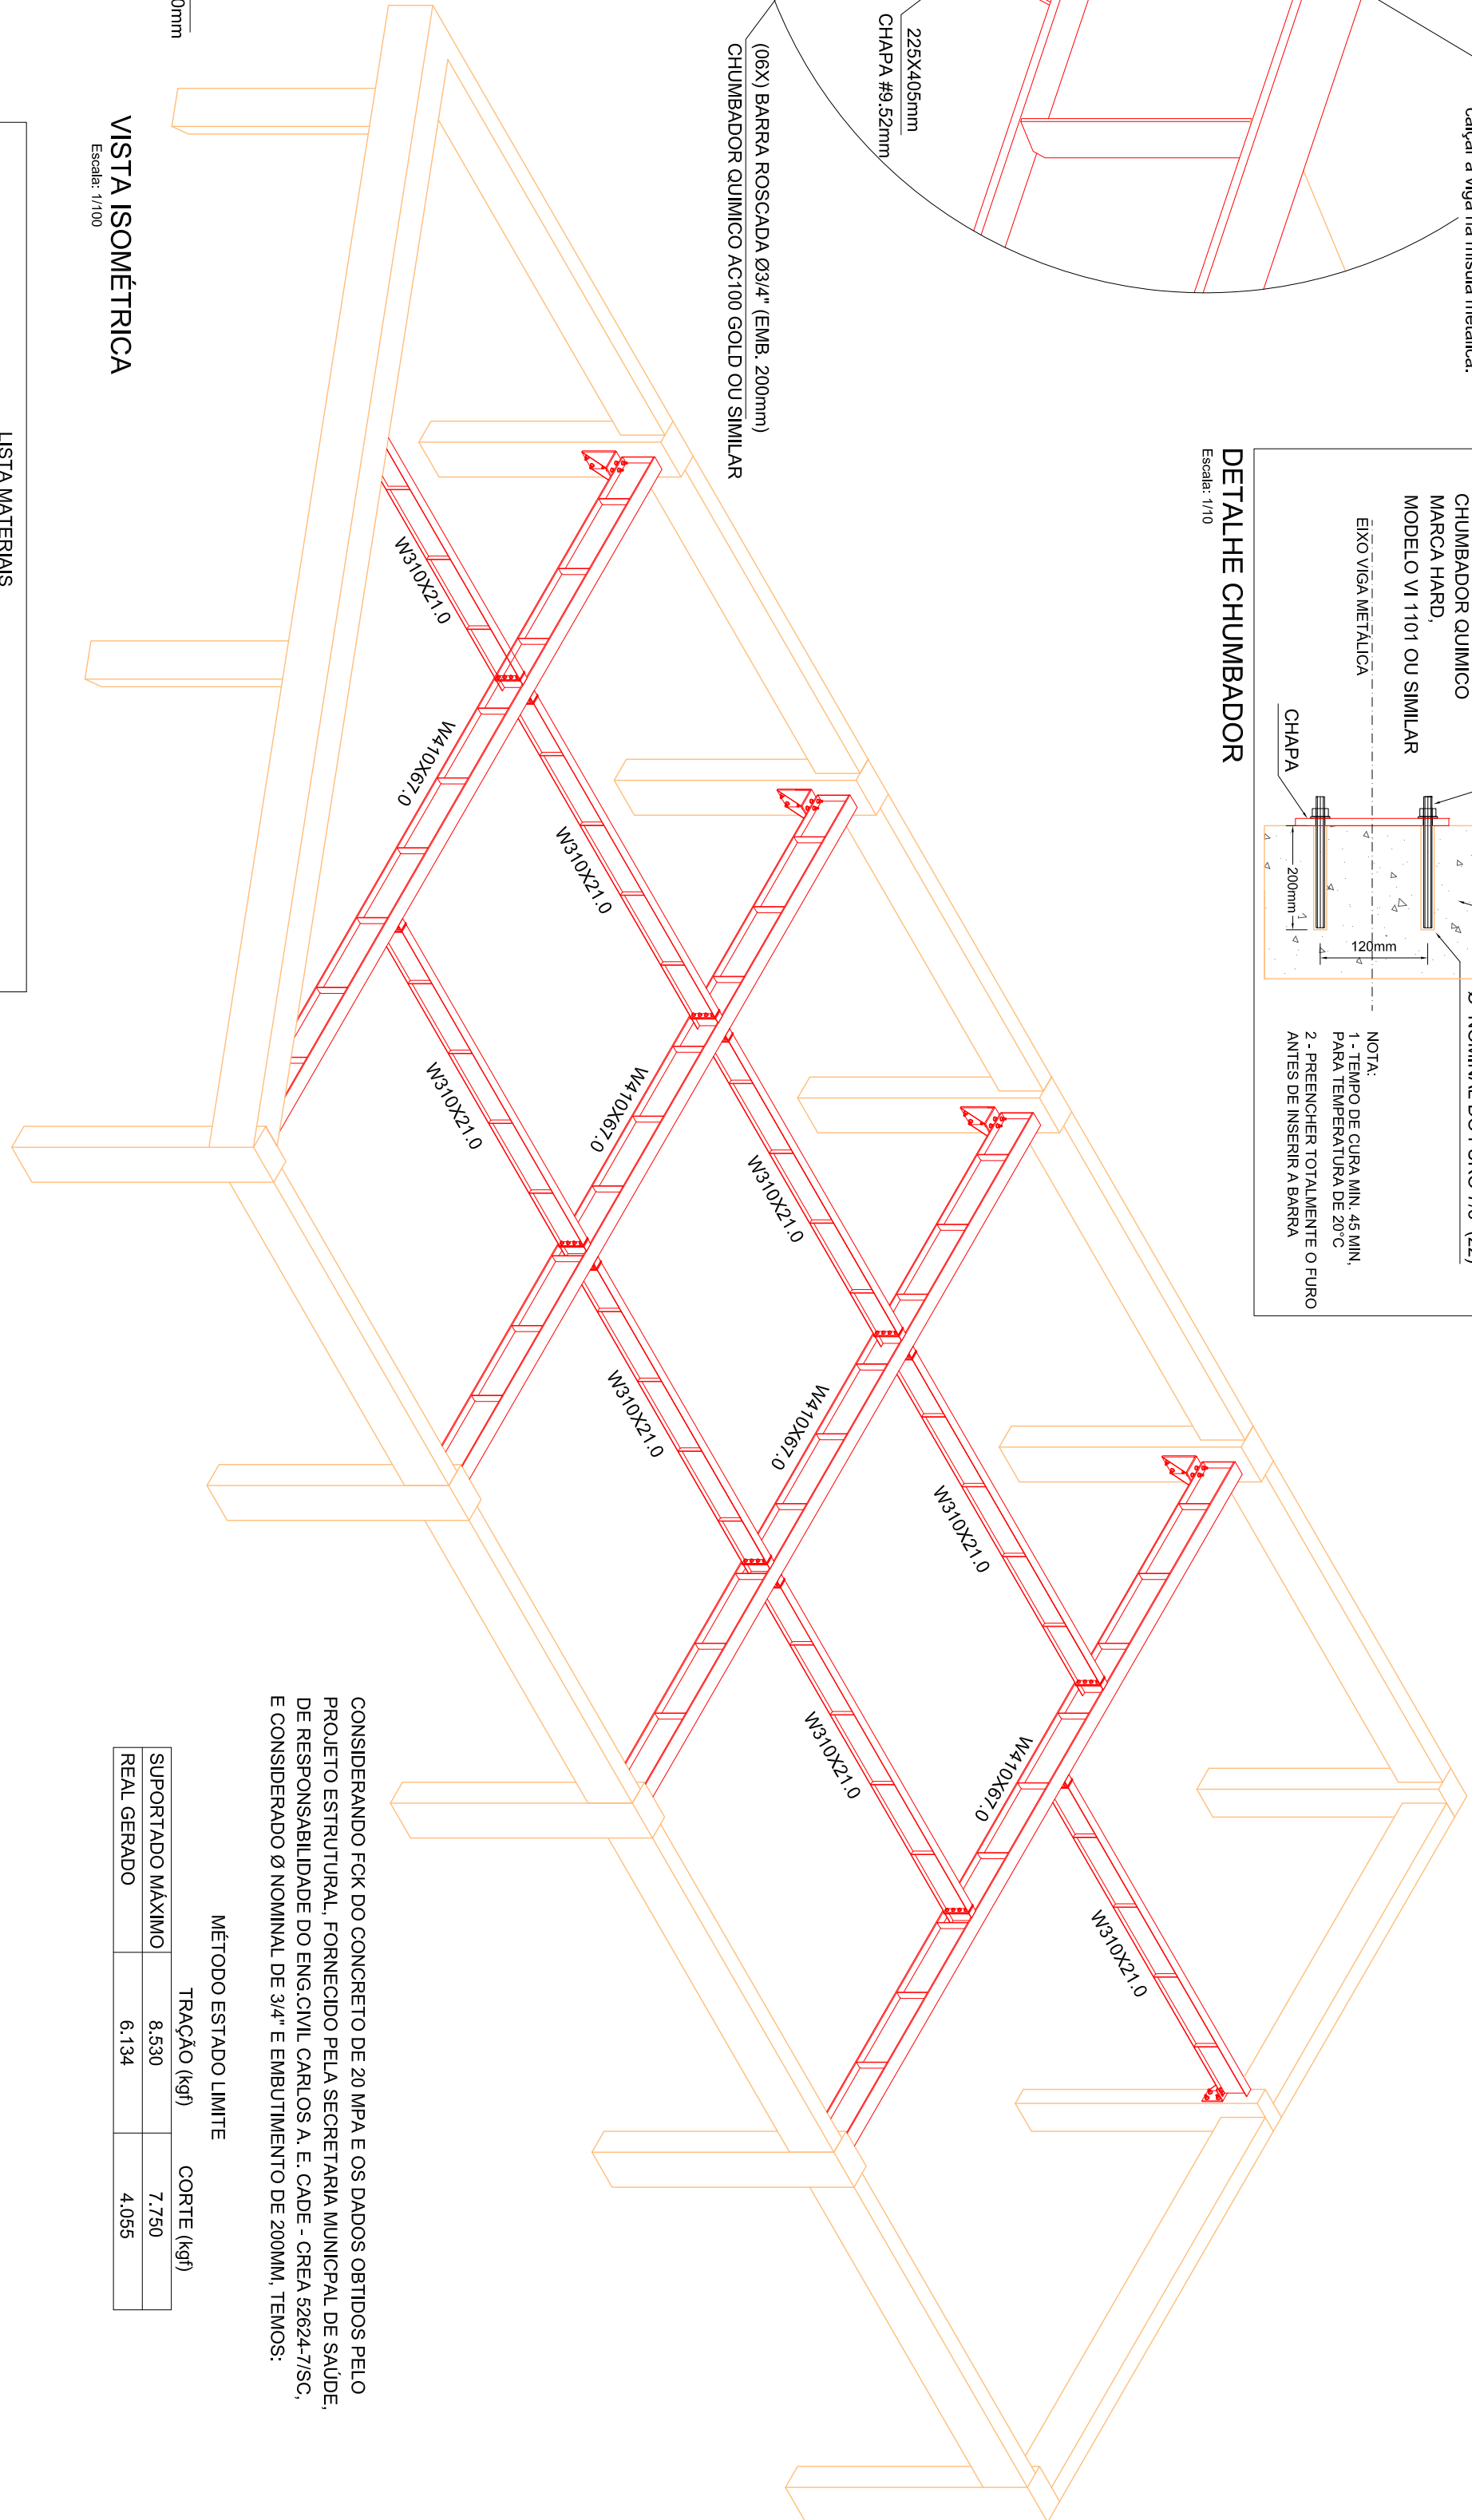 calçar a viga na mísula metálica.
225X405mm
CHAPA #9.52mm
(06X) BARRA ROSCADA Ø3/4" (EMB. 200mm)
CHUMBADOR QUIMICO AC100 GOLD OU SIMILAR
0mm
VISTA ISOMÉTRICA
Escala: 1/100
LISTA MATERIAIS
CHUMBADOR QUIMICO
MARCA HARD,
MODELO VI 1101 OU SIMILAR
EIXO VIGA METÁLICA
CHAPA
200mm
120mm
NOTA:
1 - TEMPO DE CURA MIN. 45 MIN,
PARA TEMPERATURA DE 20°C
2 - PREENCHER TOTALMENTE O FURO
ANTES DE INSERIR A BARRA
DETALHE CHUMBADOR
Escala: 1/10
W310X21.0
W410X67.0
W310X21.0
W310X21.0
W410X67.0
W310X21.0
W310X21.0
W410X67.0
W310X21.0
W310X21.0
W410X67.0
W310X21.0
CONSIDERANDO FCK DO CONCRETO DE 20 MPA E OS DADOS OBTIDOS PELO
PROJETO ESTRUTURAL, FORNECIDO PELA SECRETARIA MUNICPAL DE SAÚDE,
DE RESPONSABILIDADE DO ENG.CIVIL CARLOS A. E. CADE - CREA 52624-7/SC,
E CONSIDERADO Ø NOMINAL DE 3/4" E EMBUTIMENTO DE 200MM, TEMOS:
MÉTODO ESTADO LIMITE
TRAÇÃO (kgf) CORTE (kgf)
SUPORTADO MÁXIMO 8.530 7.750
REAL GERADO 6.134 4.055